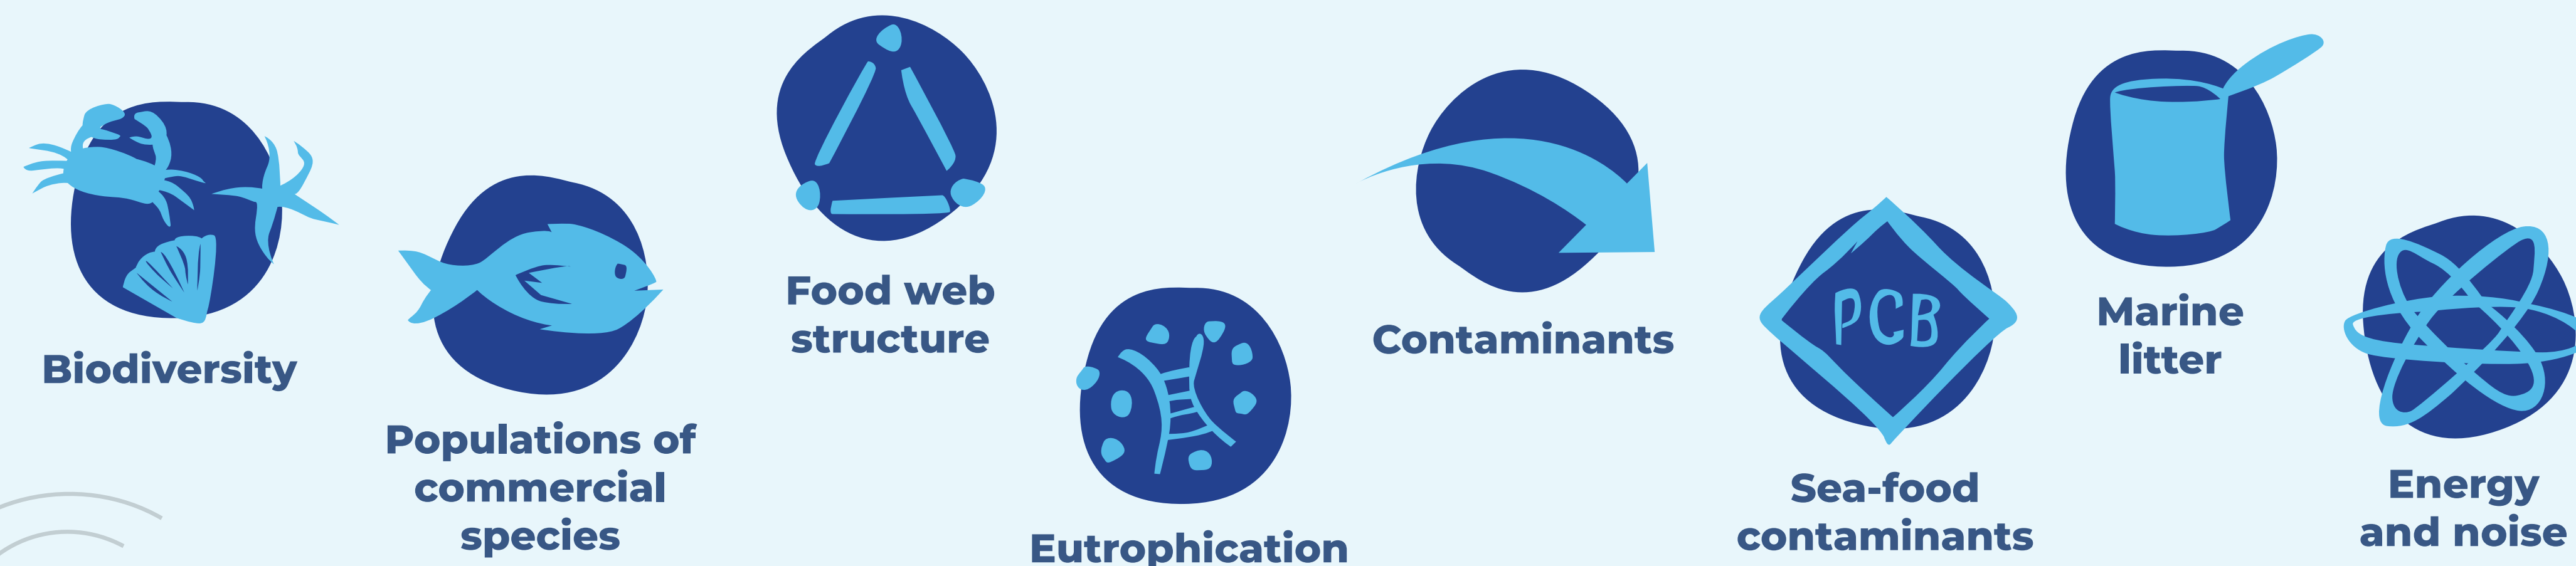 Biodiversity
Populations of
commercial
species
Food web
structure
Eutrophication
Contaminants
PCB
Sea-food
contaminants
Marine
litter
Energy
and noise